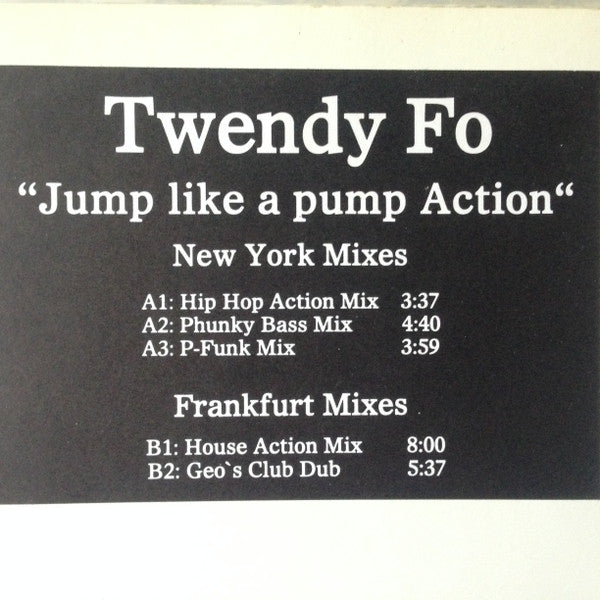 Twendy Fo
“Jump like a pump Action“
New York Mixes
A1: Hip Hop Action Mix 3:37
A2: Phunky Bass Mix 4:40
A3: P-Funk Mix 3:59
Frankfurt Mixes
B1: House Action Mix 8:00
B2: Geo`s Club Dub 5:37